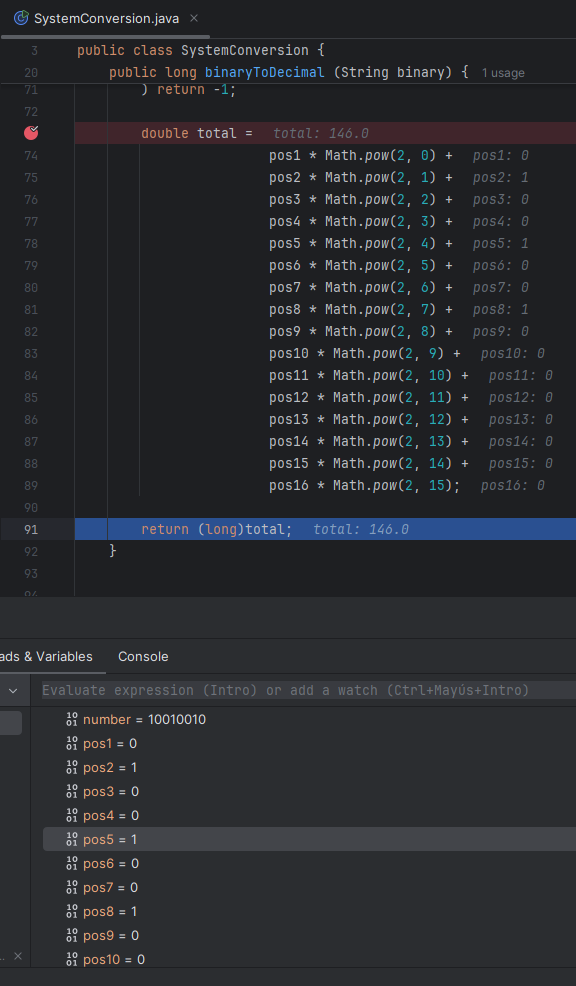 SystemConversion.java ×
3 public class SystemConversion {
20 public long binaryToDecimal (String binary) { 1 usage
71 ) return -1;
72
double total = total: 146.0
74 pos1 * Math.pow(2, 0) + pos1: 0
75 pos2 * Math.pow(2, 1) + pos2: 1
76 pos3 * Math.pow(2, 2) + pos3: 0
77 pos4 * Math.pow(2, 3) + pos4: 0
78 pos5 * Math.pow(2, 4) + pos5: 1
79 pos6 * Math.pow(2, 5) + pos6: 0
80 pos7 * Math.pow(2, 6) + pos7: 0
81 pos8 * Math.pow(2, 7) + pos8: 1
82 pos9 * Math.pow(2, 8) + pos9: 0
83 pos10 * Math.pow(2, 9) + pos10: 0
84 pos11 * Math.pow(2, 10) + pos11: 0
85 pos12 * Math.pow(2, 11) + pos12: 0
86 pos13 * Math.pow(2, 12) + pos13: 0
87 pos14 * Math.pow(2, 13) + pos14: 0
88 pos15 * Math.pow(2, 14) + pos15: 0
89 pos16 * Math.pow(2, 15); pos16: 0
90
91 return (long)total; total: 146.0
92 }
93
94
ads & Variables Console
Evaluate expression (Intro) or add a watch (Ctrl+Mayús+Intro)
number = 10010010
pos1 = 0
pos2 = 1
pos3 = 0
pos4 = 0
pos5 = 1
pos6 = 0
pos7 = 0
pos8 = 1
pos9 = 0
pos10 = 0